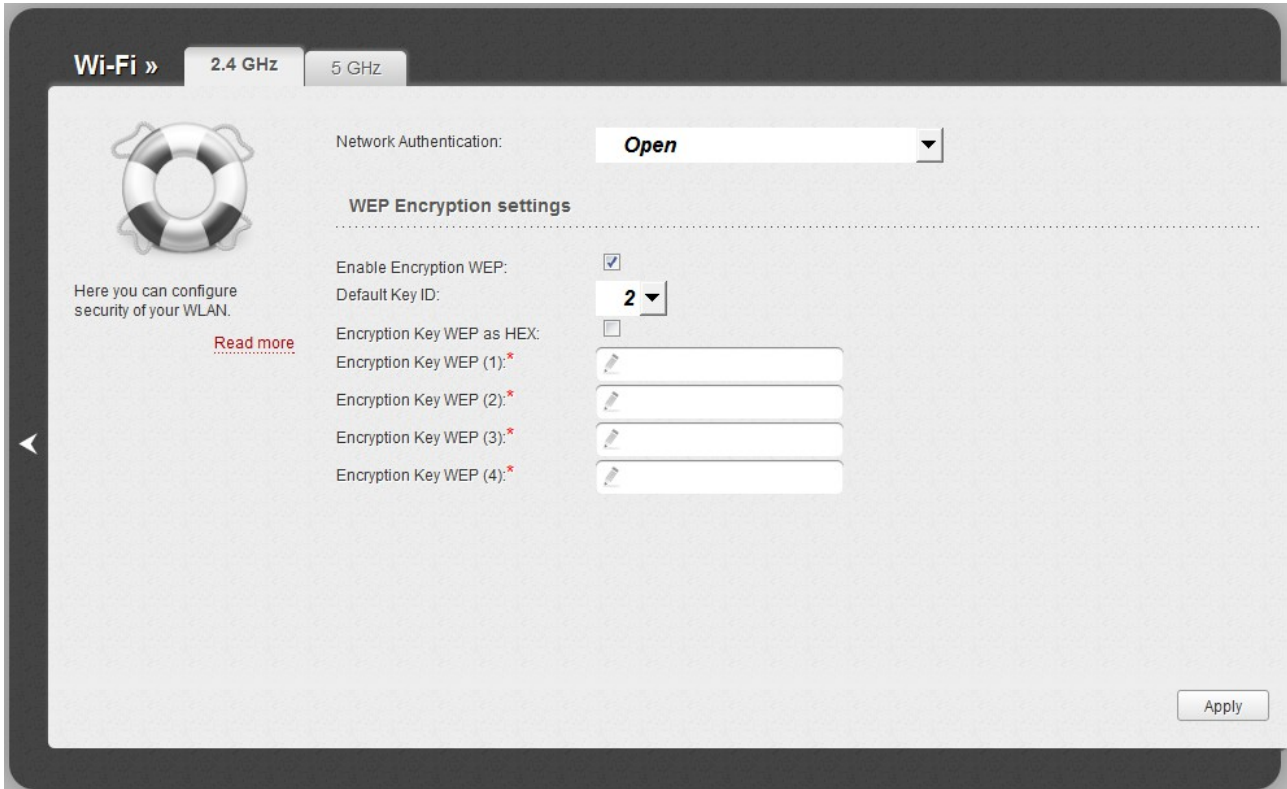 Wi-Fi »
2.4 GHz
5 GHz
Here you can configure
security of your WLAN.
Read more
Network Authentication:
Open
WEP Encryption settings
Enable Encryption WEP:
Default Key ID:
2
Encryption Key WEP as HEX:
Encryption Key WEP (1):*
Encryption Key WEP (2):*
Encryption Key WEP (3):*
Encryption Key WEP (4):*
Apply